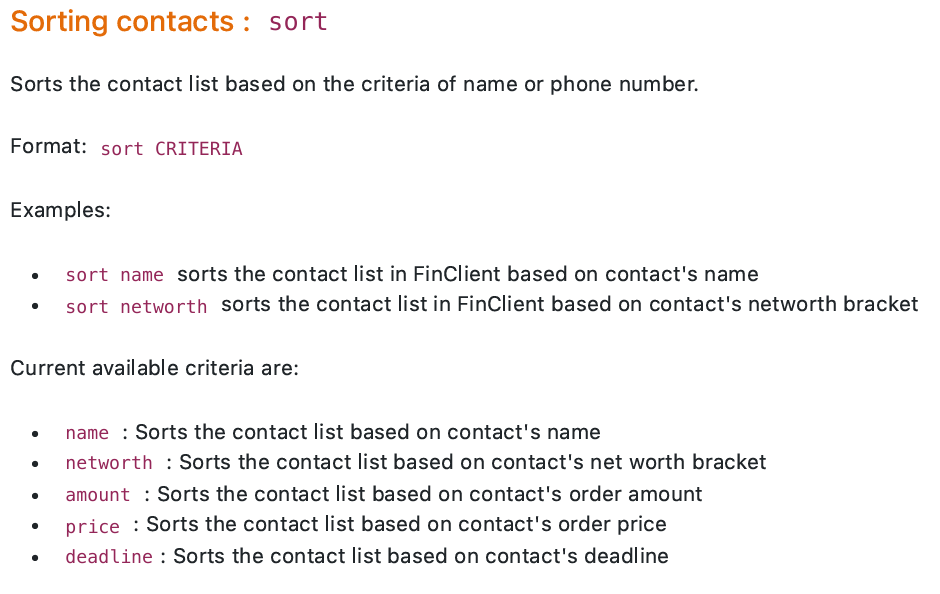 Sorting contacts : sort
Sorts the contact list based on the criteria of name or phone number.
Format: sort CRITERIA
Examples:
• sort name sorts the contact list in FinClient based on contact's name
• sort networth sorts the contact list in FinClient based on contact's networth bracket
Current available criteria are:
• name : Sorts the contact list based on contact's name
• networth : Sorts the contact list based on contact's net worth bracket
• amount : Sorts the contact list based on contact's order amount
• price : Sorts the contact list based on contact's order price
• deadline : Sorts the contact list based on contact's deadline